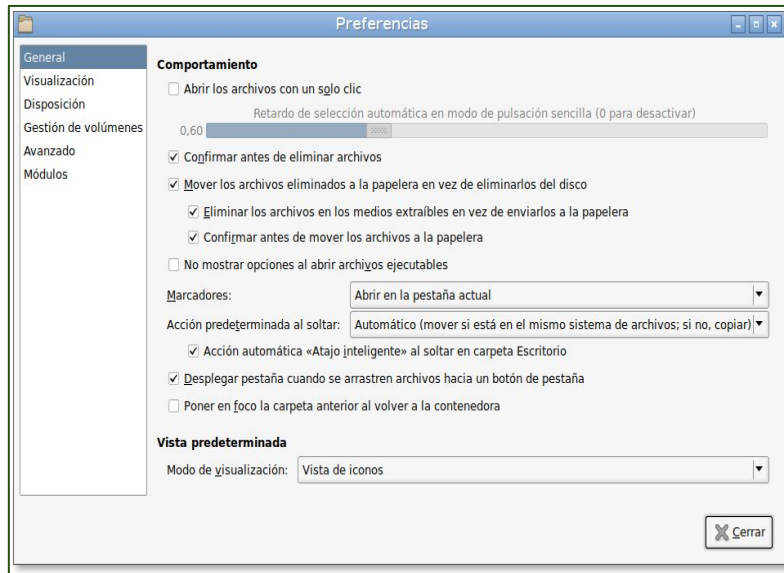 Preferencias
General
Visualización
Disposición
Gestión de volúmenes
Avanzado
Módulos
Comportamiento
Abrir los archivos con un solo clic
Retardo de selección automática en modo de pulsación sencilla (0 para desactivar)
0,60
Confirmar antes de eliminar archivos
Mover los archivos eliminados a la papelera en vez de eliminarlos del disco
Eliminar los archivos en los medios extraíbles en vez de enviarlos a la papelera
Confirmar antes de mover los archivos a la papelera
No mostrar opciones al abrir archivos ejecutables
Marcadores: Abrir en la pestaña actual
Acción predeterminada al soltar: Automático (mover si está en el mismo sistema de archivos; si no, copiar)
Acción automática «Atajo inteligente» al soltar en carpeta Escritorio
Desplegar pestaña cuando se arrastren archivos hacia un botón de pestaña
Poner en foco la carpeta anterior al volver a la contenedora
Vista predeterminada
Modo de visualización: Vista de iconos
Cerrar